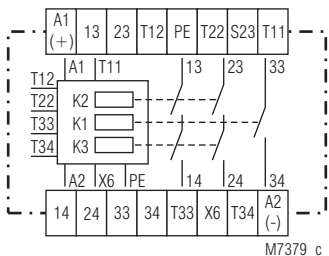 A1 (+) 13 23 T12 PE T22 S23 T11
A1 T11 13 23 33
T12
T22 K2
T33 K1
T34 K3
A2 X6 PE 14 24 34
14 24 33 34 T33 X6 T34 A2 (-)
M7379 c